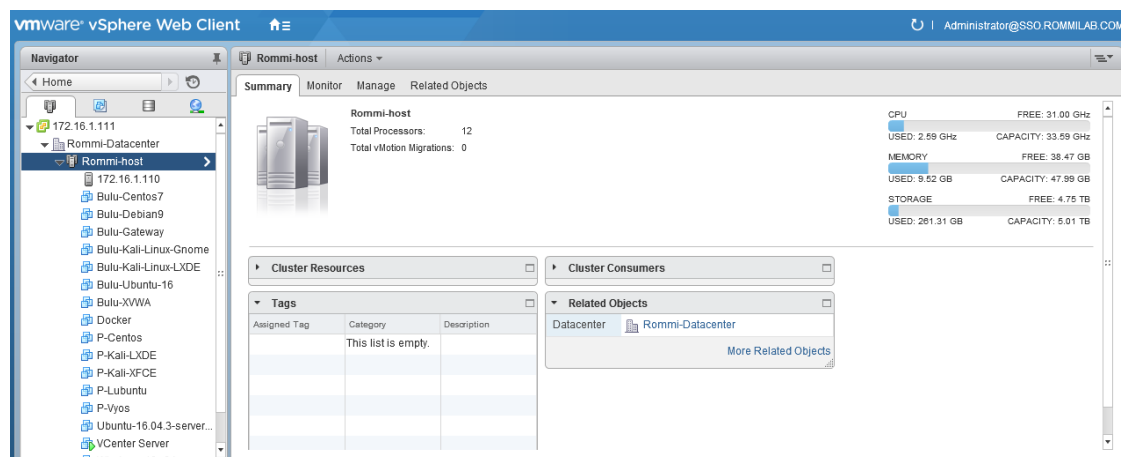 vmware® vSphere Web Client
Administrator@SSO.ROMMILAB.COM
Navigator
Home
172.16.1.111
Rommi-Datacenter
Rommi-host
172.16.1.110
Bulu-Centos7
Bulu-Debian9
Bulu-Gateway
Bulu-Kali-Linux-Gnome
Bulu-Kali-Linux-LXDE
Bulu-Ubuntu-16
Bulu-XVWA
Docker
P-Centos
P-Kali-LXDE
P-Kali-XFCE
P-Lubuntu
P-Vyos
Ubuntu-16.04.3-server...
VCenter Server
Rommi-host Actions
Summary Monitor Manage Related Objects
Rommi-host
Total Processors: 12
Total vMotion Migrations: 0
CPU FREE: 31.00 GHz
USED: 2.59 GHz CAPACITY: 33.59 GHz
MEMORY FREE: 38.47 GB
USED: 9.52 GB CAPACITY: 47.99 GB
STORAGE FREE: 4.75 TB
USED: 261.31 GB CAPACITY: 5.01 TB
Cluster Resources
Cluster Consumers
Tags
Assigned Tag Category Description
This list is empty.
Related Objects
Datacenter Rommi-Datacenter
More Related Objects